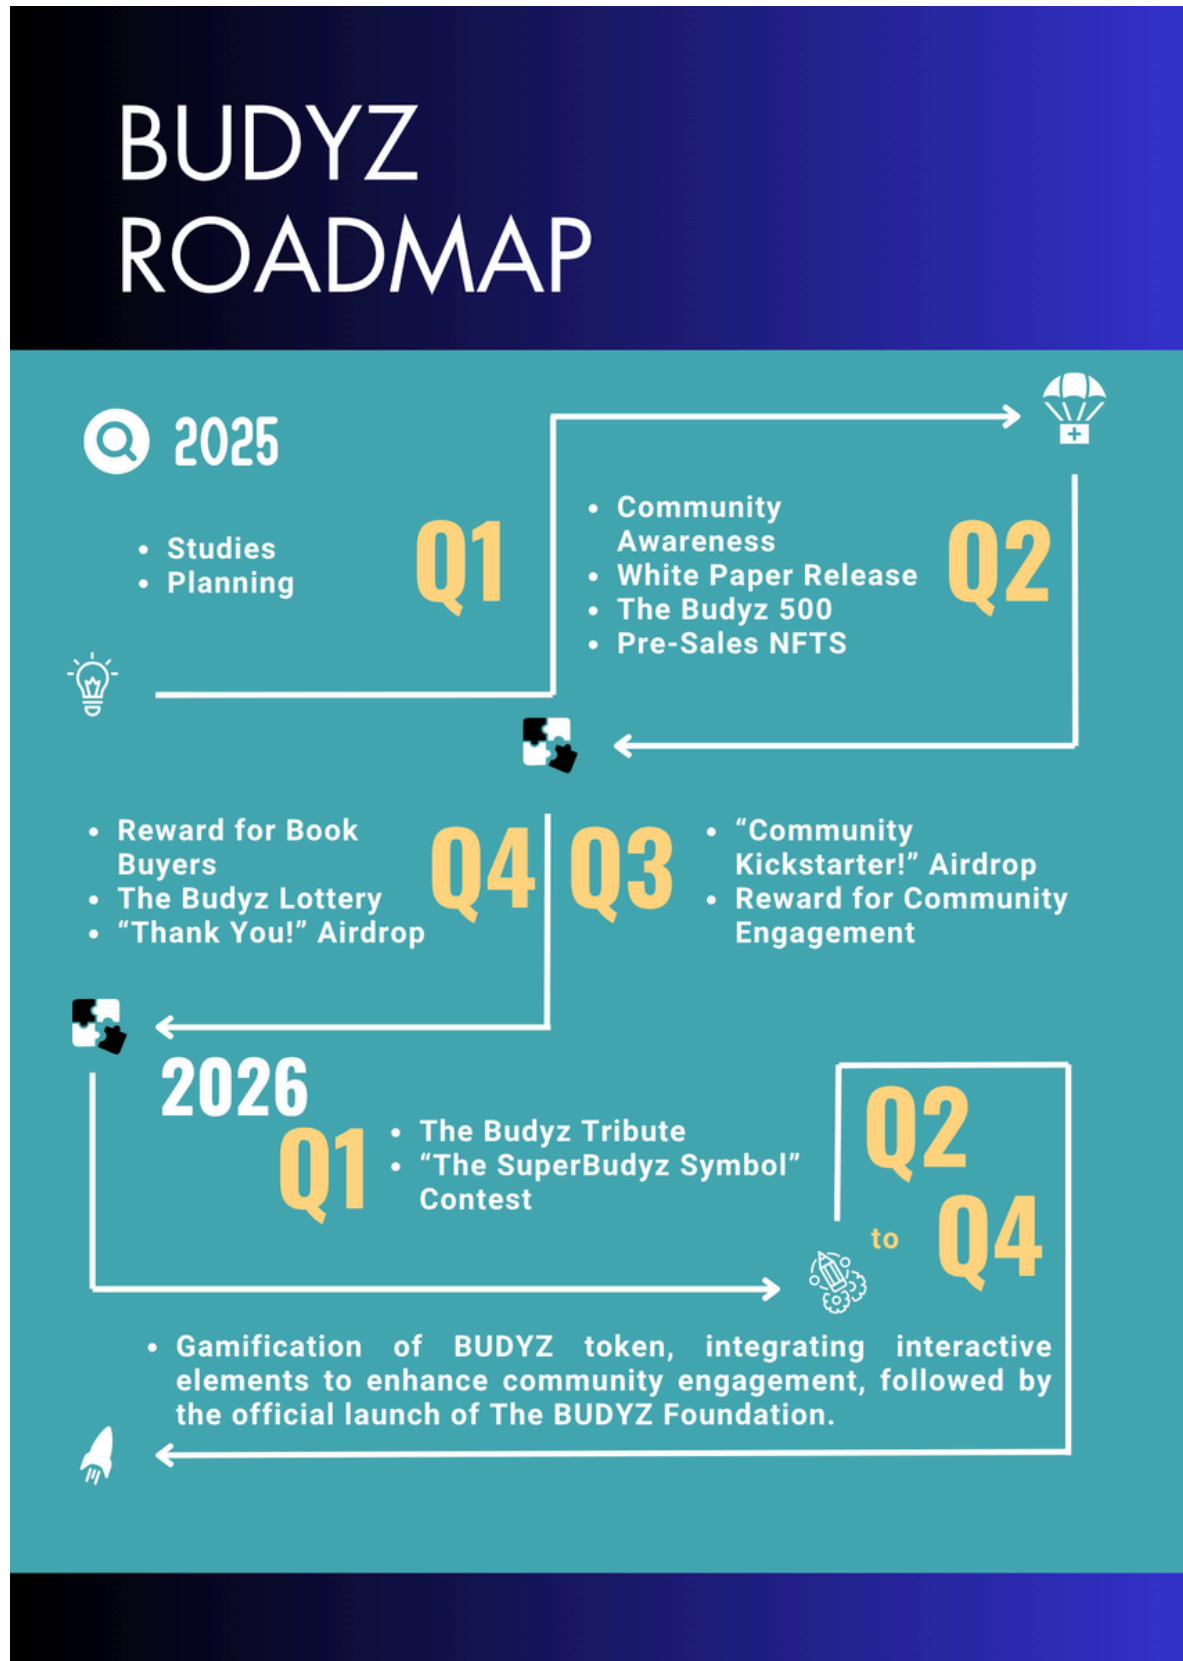 BUDYZ
ROADMAP
2025
Q1
• Studies
• Planning
Q2
• Community
Awareness
• White Paper Release
• The Budyz 500
• Pre-Sales NFTS
Q3
• “Community
Kickstarter!” Airdrop
• Reward for Community
Engagement
Q4
• Reward for Book
Buyers
• The Budyz Lottery
• “Thank You!” Airdrop
2026
Q1
• The Budyz Tribute
• “The SuperBudyz Symbol”
Contest
Q2
to Q4
• Gamification of BUDYZ token, integrating interactive
elements to enhance community engagement, followed by
the official launch of The BUDYZ Foundation.